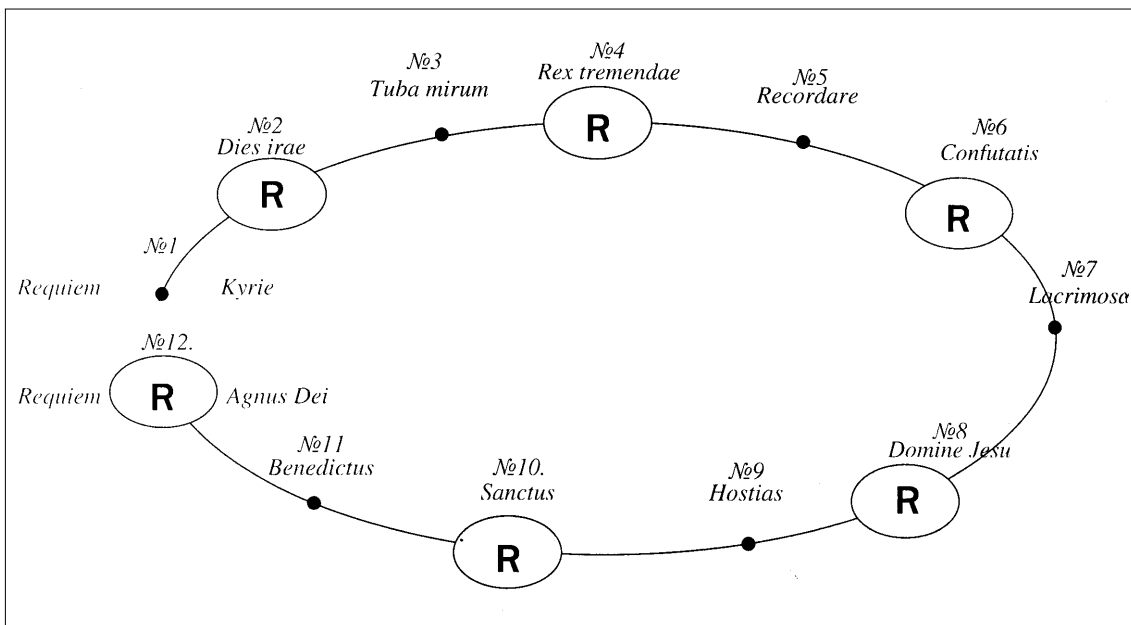 №1
Requiem
Kyrie
№2
Dies irae
R
№3
Tuba mirum
№4
Rex tremendae
R
№5
Recordare
№6
Confutatis
R
№7
Lacrimosa
№8
Domine Jesu
R
№9
Hostias
№10.
Sanctus
R
№11
Benedictus
№12.
Requiem
R
Agnus Dei